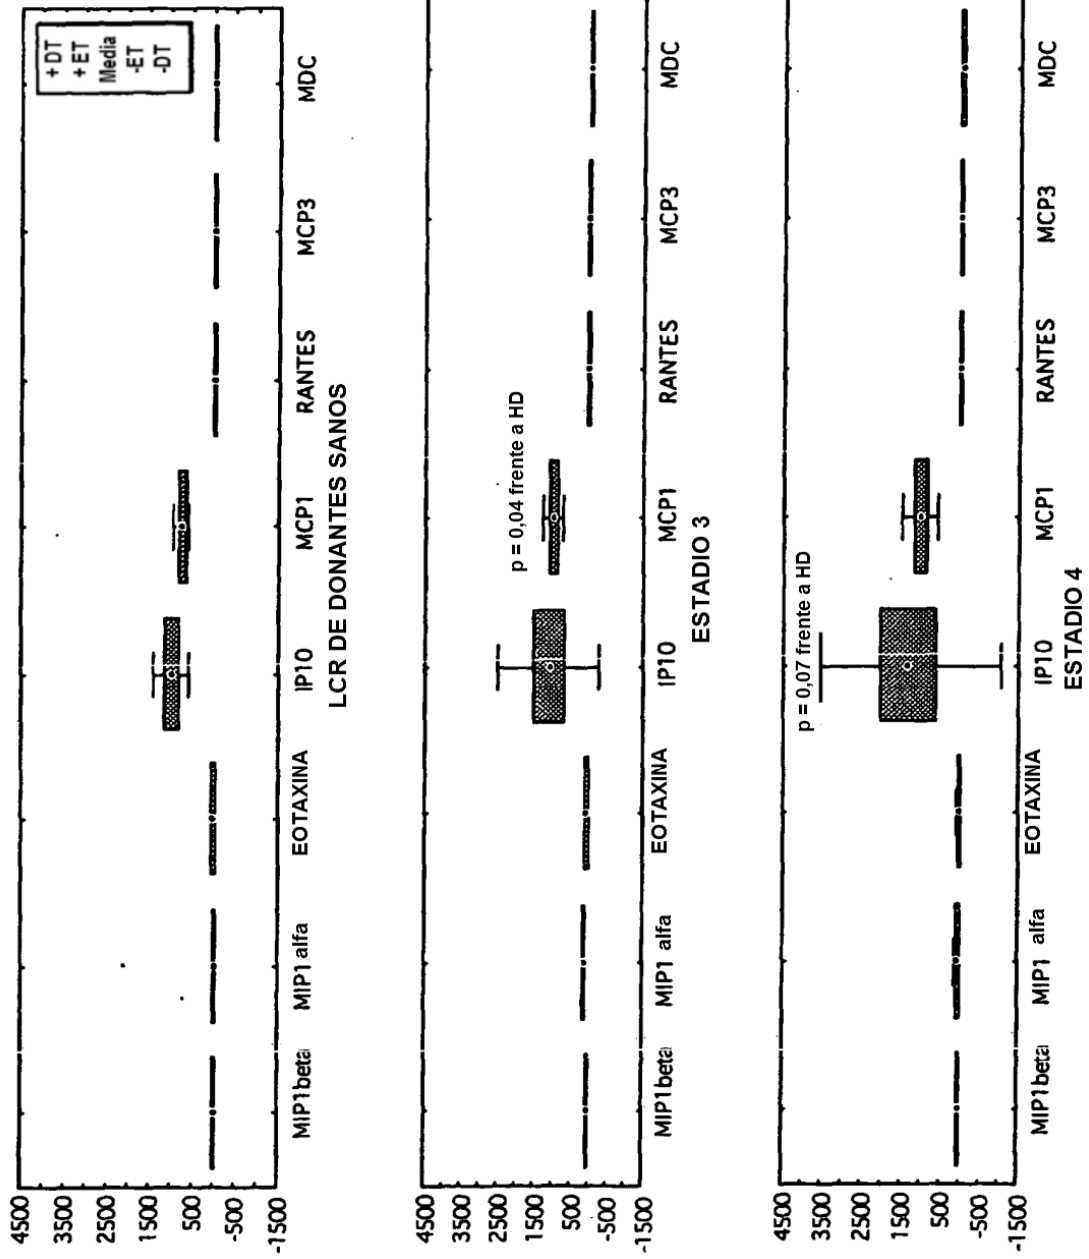 + DT
+ ET
Media
-ET
-DT
4500
3500
2500
1500
500
-500
-1500
MIP1beta
MIP1 alfa
EOTAXINA
IP10
MCP1
RANTES
MCP3
MDC
LCR DE DONANTES SANOS
p = 0,04 frente a HD
4500
3500
2500
1500
500
-500
-1500
MIP1beta
MIP1 alfa
EOTAXINA
IP10
MCP1
RANTES
MCP3
MDC
ESTADIO 3
p = 0,07 frente a HD
4500
3500
2500
1500
500
-500
-1500
MIP1beta
MIP1 alfa
EOTAXINA
IP10
MCP1
RANTES
MCP3
MDC
ESTADIO 4